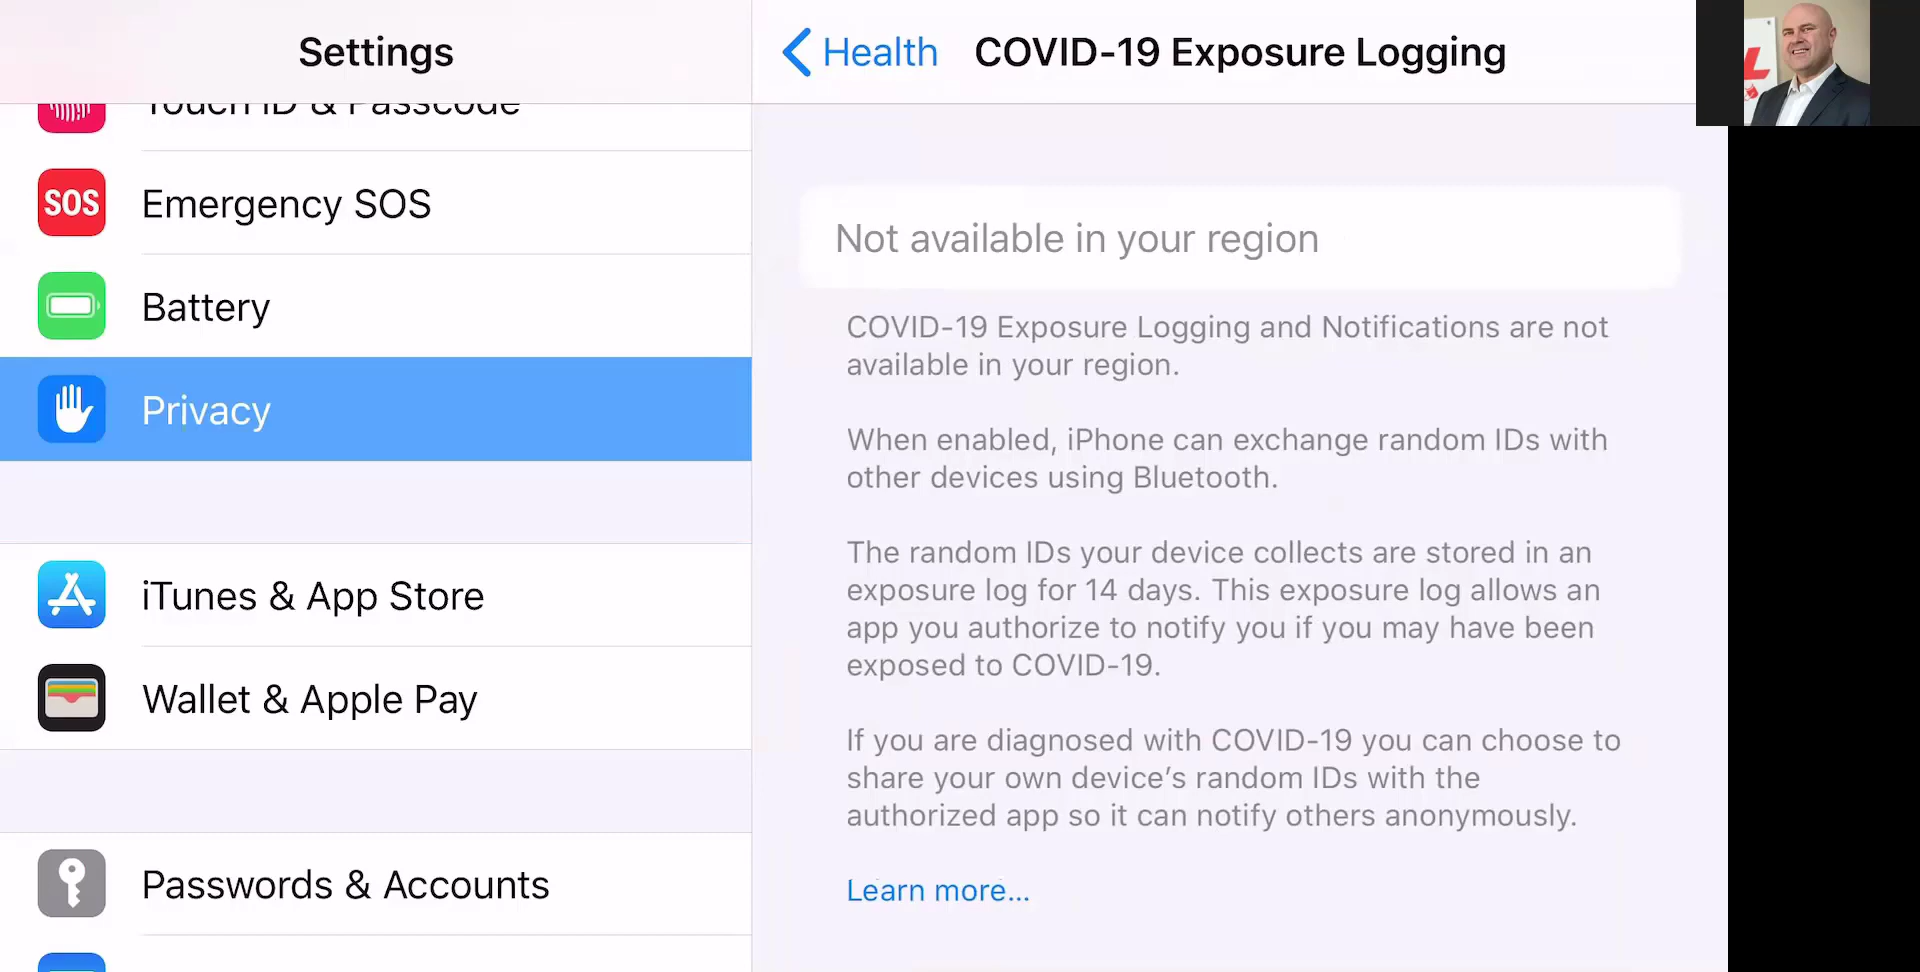 Settings
Touch ID & Passcode
Emergency SOS
SOS
Battery
Privacy
iTunes & App Store
Wallet & Apple Pay
Passwords & Accounts
Health
COVID-19 Exposure Logging
Not available in your region
COVID-19 Exposure Logging and Notifications are not
available in your region.
When enabled, iPhone can exchange random IDs with
other devices using Bluetooth.
The random IDs your device collects are stored in an
exposure log for 14 days. This exposure log allows an
app you authorize to notify you if you may have been
exposed to COVID-19.
If you are diagnosed with COVID-19 you can choose to
share your own device's random IDs with the
authorized app so it can notify others anonymously.
Learn more...
L